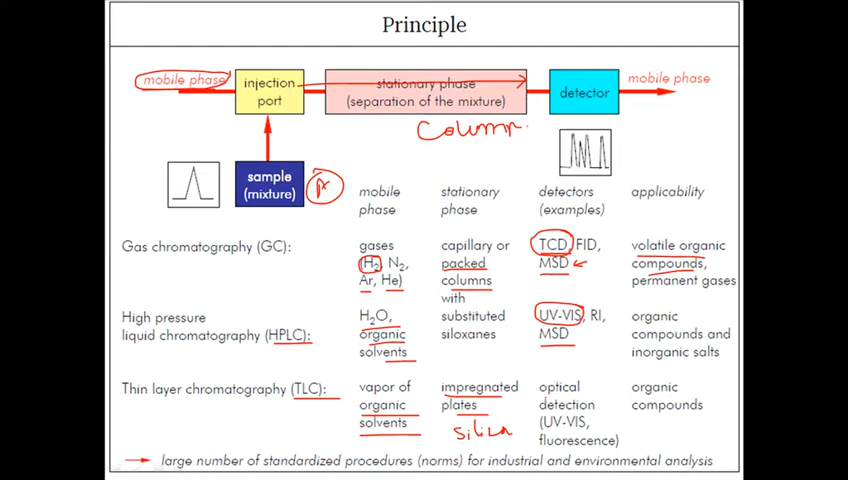 Principle
mobile phase
injection
port
stationary phase
(separation of the mixture)
detector
mobile phase
Column
sample
(mixture)
mobile
phase
stationary
phase
detectors
(examples)
applicability
Gas chromatography (GC):
gases
(H₂, N₂,
Ar, He)
capillary or
packed
columns
with
substituted
siloxanes
TCD, FID,
MSD
volatile organic
compounds,
permanent gases
High pressure
liquid chromatography (HPLC):
H₂O,
organic
solvents
UV-VIS, RI,
MSD
organic
compounds and
inorganic salts
Thin layer chromatography (TLC):
vapor of
organic
solvents
impregnated
plates
silica
optical
detection
(UV-VIS,
fluorescence)
organic
compounds
large number of standardized procedures (norms) for industrial and environmental analysis